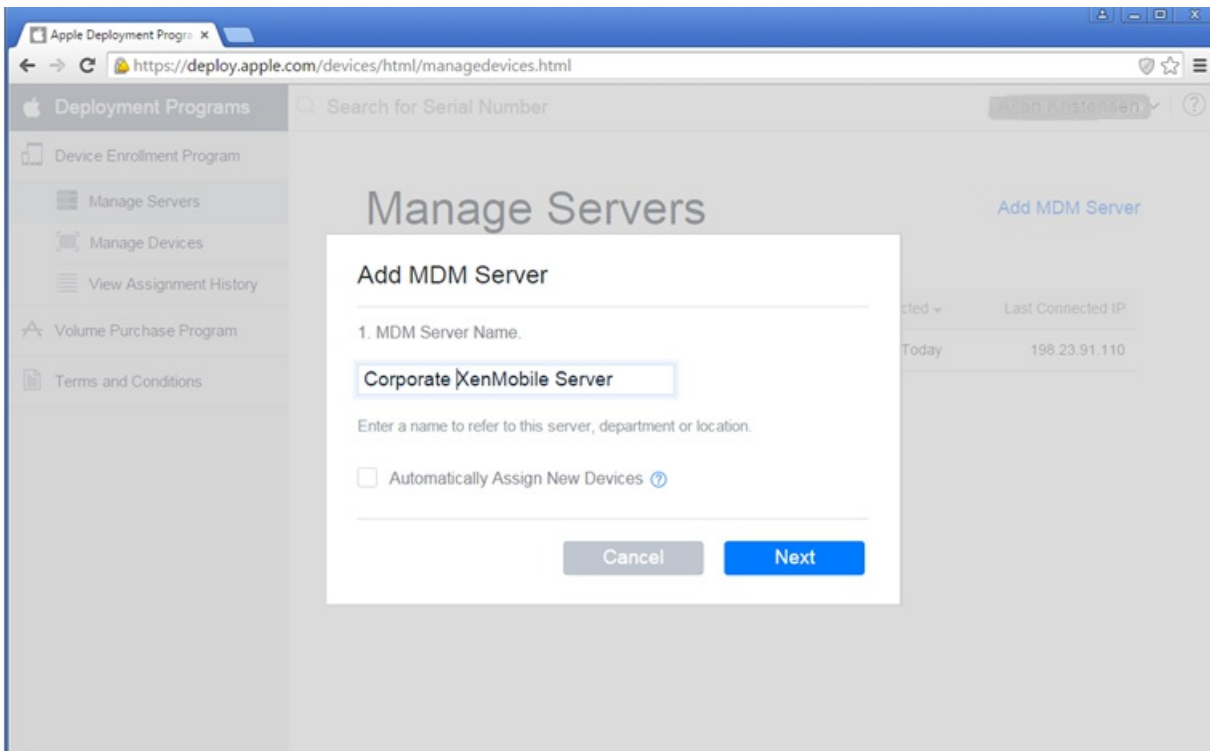 Apple Deployment Progra
https://deploy.apple.com/devices/html/managedevices.html
Deployment Programs
Search for Serial Number
Device Enrollment Program
Manage Servers
Manage Devices
View Assignment History
Volume Purchase Program
Terms and Conditions
Manage Servers
Add MDM Server
cted
Last Connected IP
Today
198.23.91.110
Add MDM Server
1. MDM Server Name.
Corporate XenMobile Server
Enter a name to refer to this server, department or location.
Automatically Assign New Devices ?
Cancel
Next